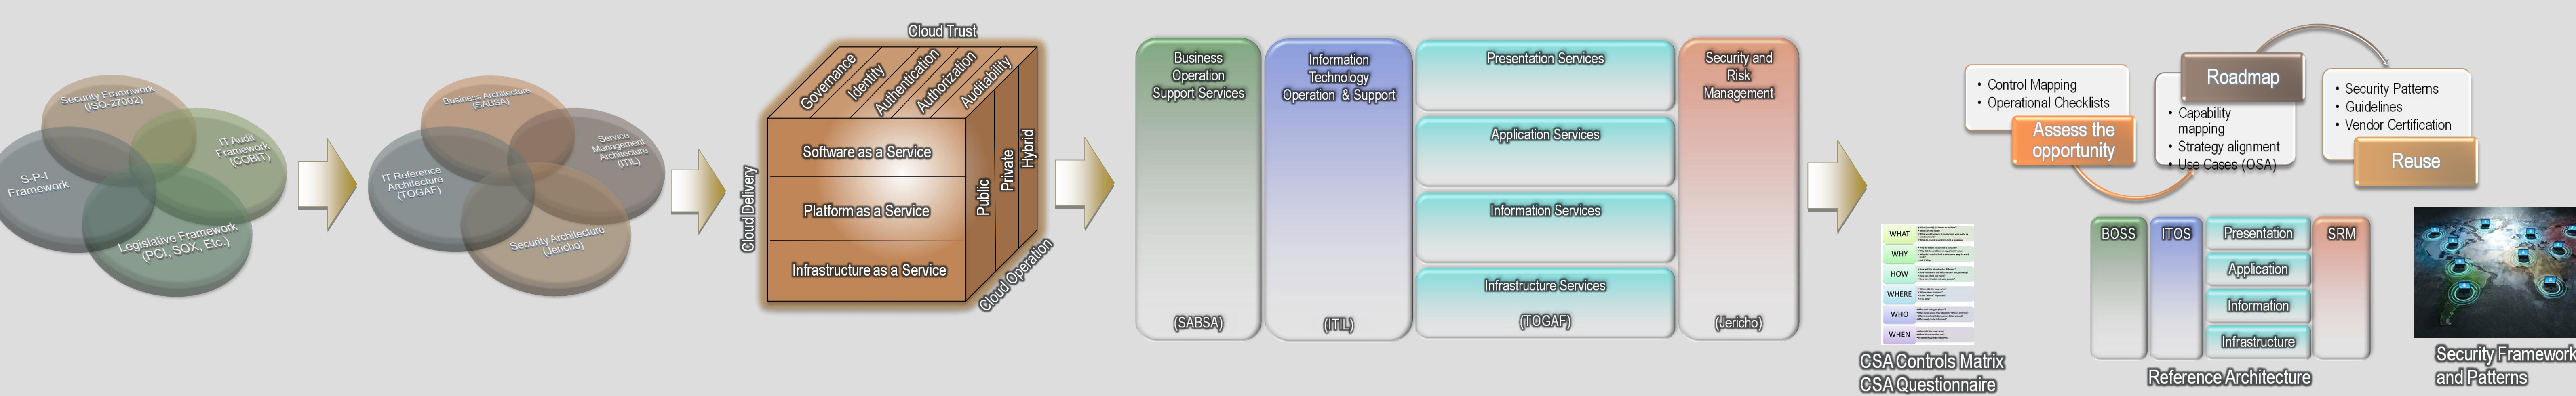 Security Framework
(ISO-27002)
IT Audit
Framework
(COBIT)
S-P-I
Framework
Legislative Framework
(PCI, SOX, Etc.)
Business Architecture
(SABSA)
Service
Management
Architecture
(ITIL)
IT Reference
Architecture
(TOGAF)
Security Architecture
(Jericho)
Cloud Trust
Governance
Identity
Authentication
Authorization
Auditability
Cloud Delivery
Software as a Service
Platform as a Service
Infrastructure as a Service
Public
Private
Hybrid
Cloud Operation
Business
Operation
Support Services
(SABSA)
Information
Technology
Operation & Support
(ITIL)
Presentation Services
Application Services
Information Services
Infrastructure Services
(TOGAF)
Security and
Risk
Management
(Jericho)
• Control Mapping
• Operational Checklists
Assess the
opportunity
Roadmap
• Capability
mapping
• Strategy alignment
• Use Cases (OSA)
• Security Patterns
• Guidelines
• Vendor Certification
Reuse
WHAT
WHY
HOW
WHERE
WHO
WHEN
CSA Controls Matrix
CSA Questionnaire
BOSS
ITOS
Presentation
Application
Information
Infrastructure
SRM
Reference Architecture
Security Framework
and Patterns